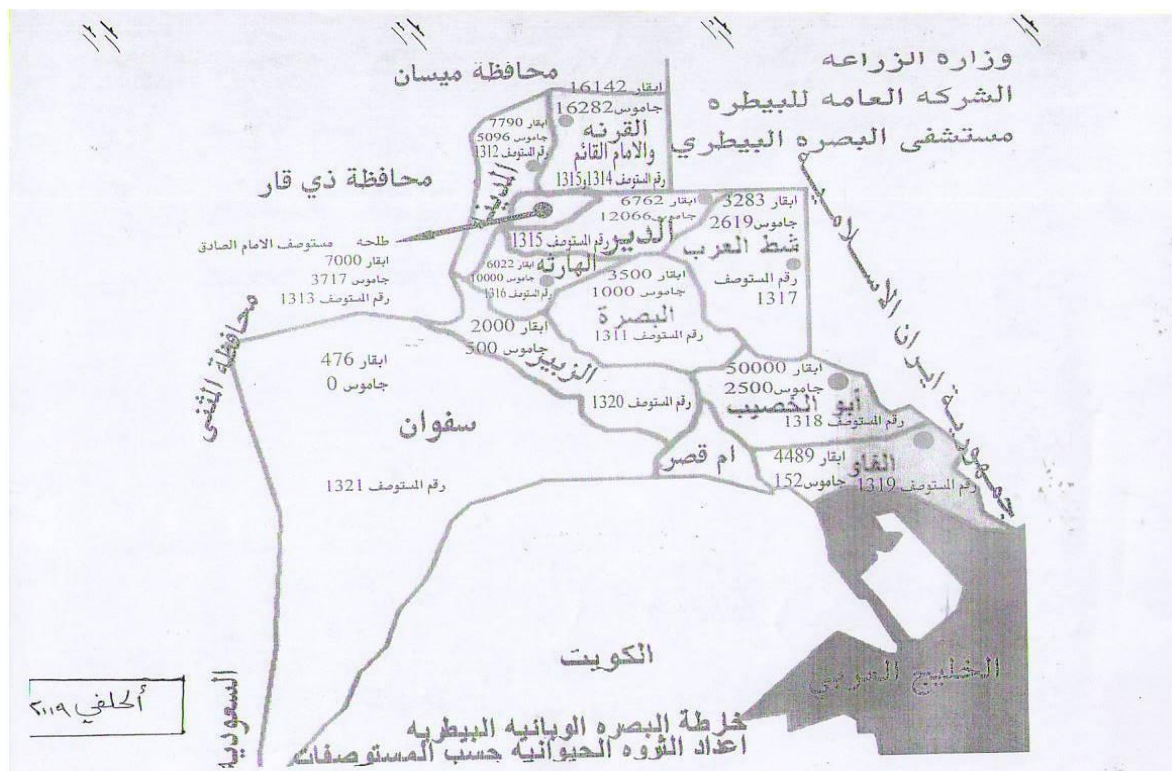 وزاره الزراعه
الشركه العامه للبيطره
مستشفى البصره البيطري
محافظة ميسان
ابقار 16142
جاموس 16282
القرنه
والامام القائم
رقم المستوصف 1314و1315
ابقار 7790
جاموس 5096
رقم المستوصف 1312
المدينه
محافظة ذي قار
طلحه مستوصف الامام الصادق
ابقار 7000
جاموس 3717
رقم المستوصف 1313
ابقار 6762
جاموس 12066
الدير
رقم المستوصف 1315
ابقار 3283
جاموس 2619
شط العرب
رقم المستوصف
1317
جمهورية ايران الاسلاميه
الهارثه
ابقار 6022
جاموس 10000
رقم المستوصف 1316
ابقار 3500
جاموس 1000
البصرة
رقم المستوصف 1311
ابقار 2000
جاموس 500
الزبير
رقم المستوصف 1320
محافظة المثنى
ابقار 476
جاموس 0
سفوان
رقم المستوصف 1321
ابقار 50000
جاموس 2500
أبو الخصيب
رقم المستوصف 1318
ام قصر
ابقار 4489
الفاو
جاموس 152
رقم المستوصف 1319
الكويت
الخليج العربي
السعودية
الحلفي ٢٠١٩
خارطة البصره الوبائيه البيطريه
اعداد الثروه الحيوانيه حسب المستوصفات